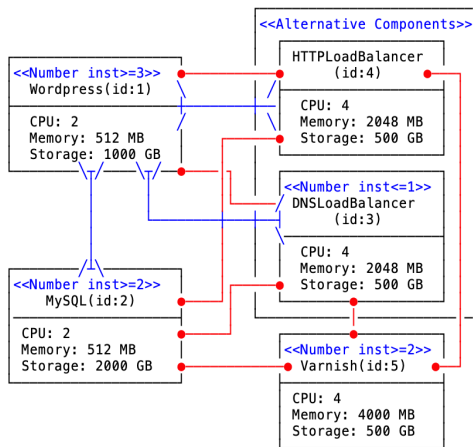 <<Alternative Components>>
<<Number inst>=3>>
Wordpress(id:1)
CPU: 2
Memory: 512 MB
Storage: 1000 GB
HTTPLoadBalancer
(id:4)
CPU: 4
Memory: 2048 MB
Storage: 500 GB
<<Number inst<=1>>
DNSLoadBalancer
(id:3)
CPU: 4
Memory: 2048 MB
Storage: 500 GB
<<Number inst>=2>>
MySQL(id:2)
CPU: 2
Memory: 512 MB
Storage: 2000 GB
<<Number inst>=2>>
Varnish(id:5)
CPU: 4
Memory: 4000 MB
Storage: 500 GB